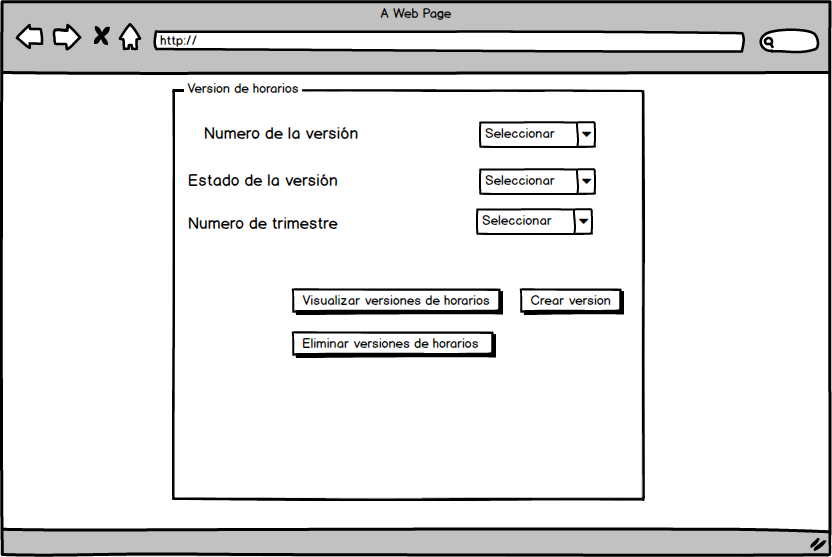 A Web Page
http://
Version de horarios
Numero de la versión Seleccionar
Estado de la versión Seleccionar
Numero de trimestre Seleccionar
Visualizar versiones de horarios Crear version
Eliminar versiones de horarios